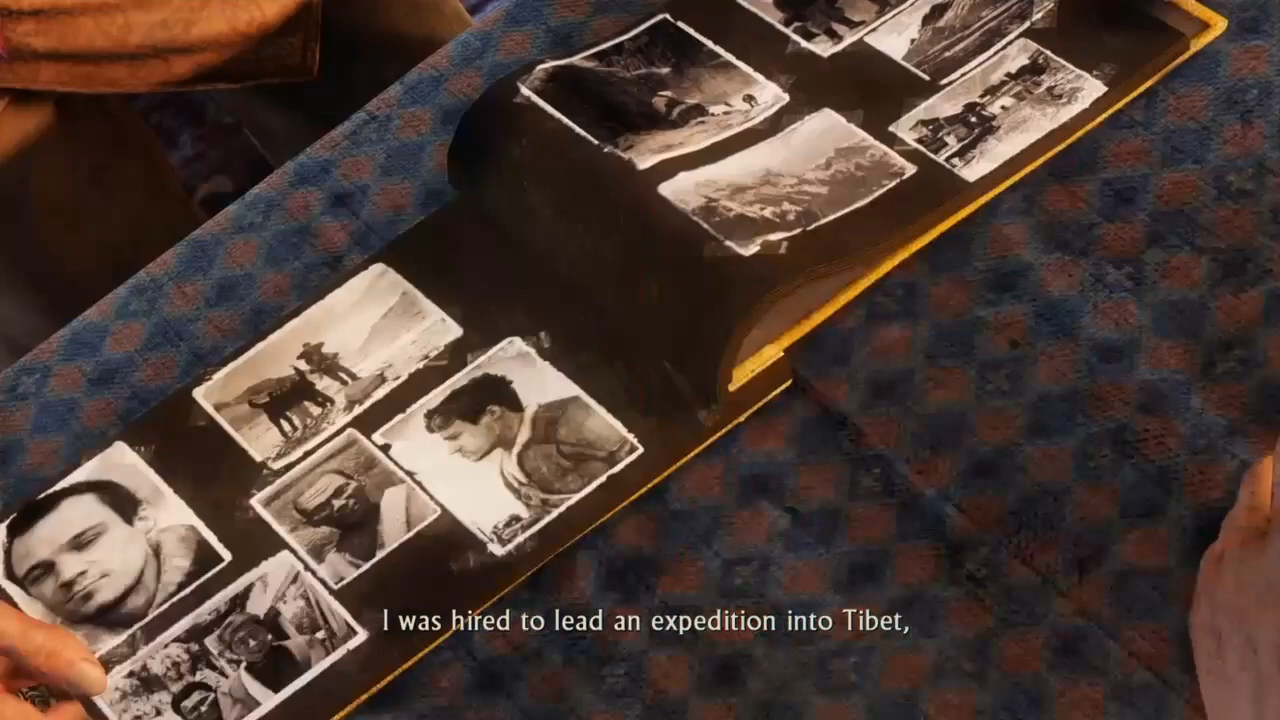 I was hired to lead an expedition into Tibet,